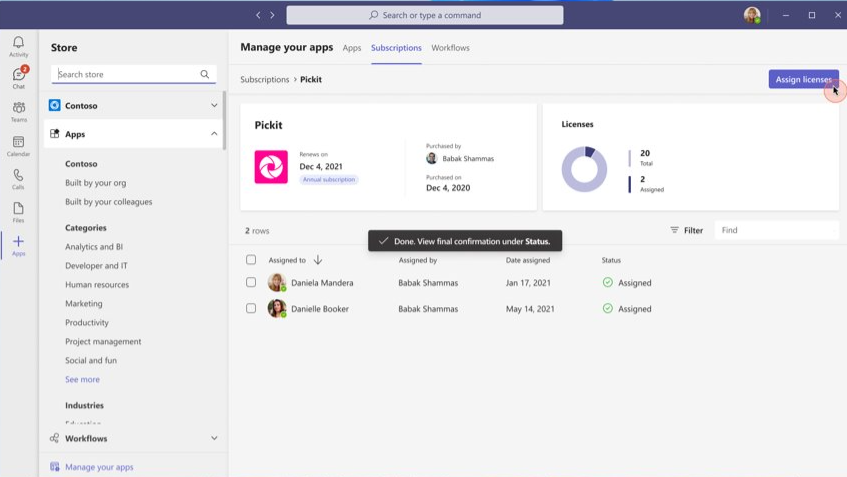 Search or type a command
Activity
Chat
2
Teams
Calendar
Calls
Files
Apps
Store
Search store
Contoso
Apps
Contoso
Built by your org
Built by your colleagues
Categories
Analytics and BI
Developer and IT
Human resources
Marketing
Productivity
Project management
Social and fun
See more
Industries
Education
Workflows
Manage your apps
Manage your apps Apps Subscriptions Workflows
Subscriptions > Pickit
Assign licenses
Pickit
Renews on
Dec 4, 2021
Annual subscription
Purchased by
Babak Shammas
Purchased on
Dec 4, 2020
Licenses
20
Total
2
Assigned
2 rows
Filter
Find
Done. View final confirmation under Status.
Assigned to Assigned by Date assigned Status
Daniela Mandera Babak Shammas Jan 17, 2021 Assigned
Danielle Booker Babak Shammas May 14, 2021 Assigned